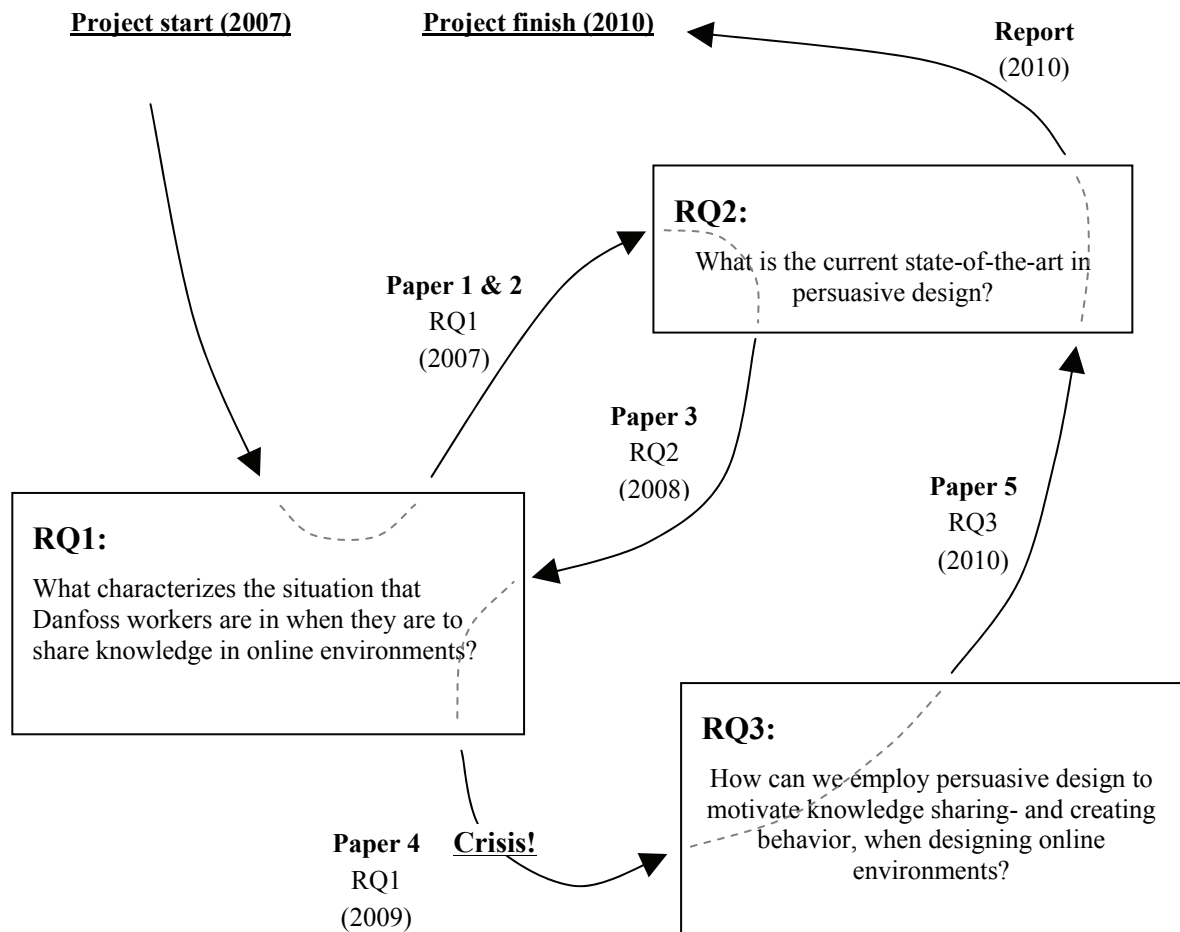 Project start (2007)
Project finish (2010)
Report
(2010)
RQ2:
What is the current state-of-the-art in
persuasive design?
Paper 1 & 2
RQ1
(2007)
Paper 3
RQ2
(2008)
Paper 5
RQ3
(2010)
RQ1:
What characterizes the situation that
Danfoss workers are in when they are to
share knowledge in online environments?
RQ3:
How can we employ persuasive design to
motivate knowledge sharing- and creating
behavior, when designing online
environments?
Paper 4
RQ1
(2009)
Crisis!